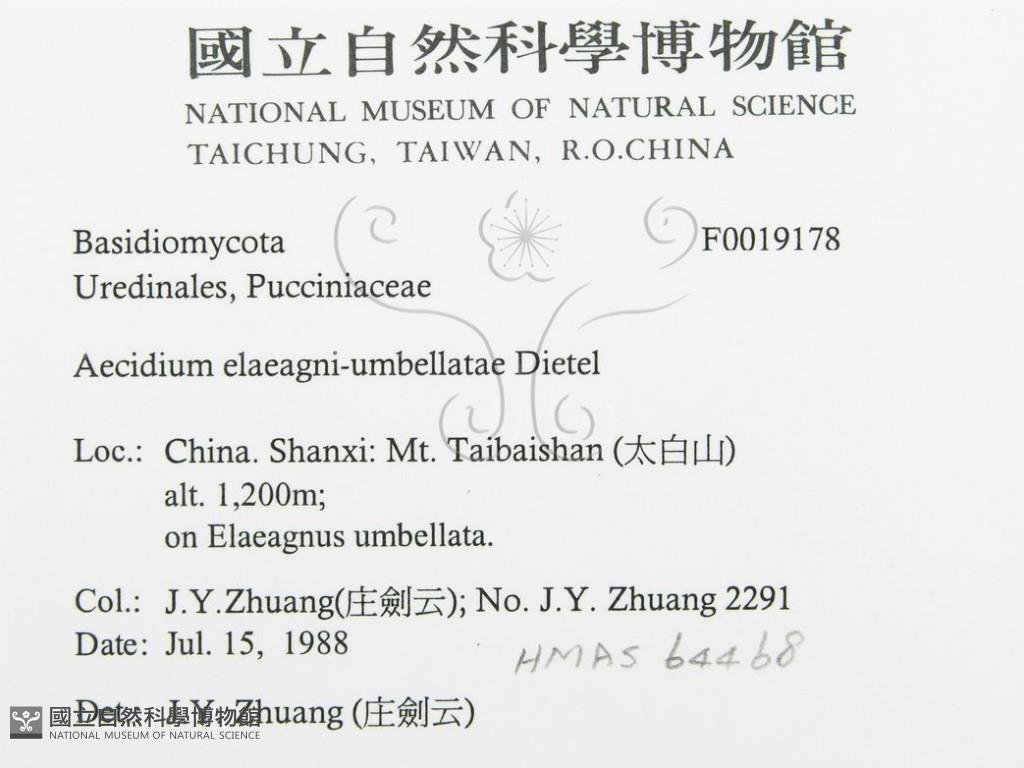 國立自然科學博物館
NATIONAL MUSEUM OF NATURAL SCIENCE
TAICHUNG, TAIWAN, R.O.CHINA
Basidiomycota F0019178
Uredinales, Pucciniaceae
Aecidium elaeagni-umbellatae Dietel
Loc.: China. Shanxi: Mt. Taibaishan (太白山)
alt. 1,200m;
on Elaeagnus umbellata.
Col.: J.Y.Zhuang(庄劍云); No. J.Y. Zhuang 2291
Date: Jul. 15, 1988
HMAS 64468
Det.: J.Y. Zhuang (庄劍云)
國立自然科學博物館
NATIONAL MUSEUM OF NATURAL SCIENCE